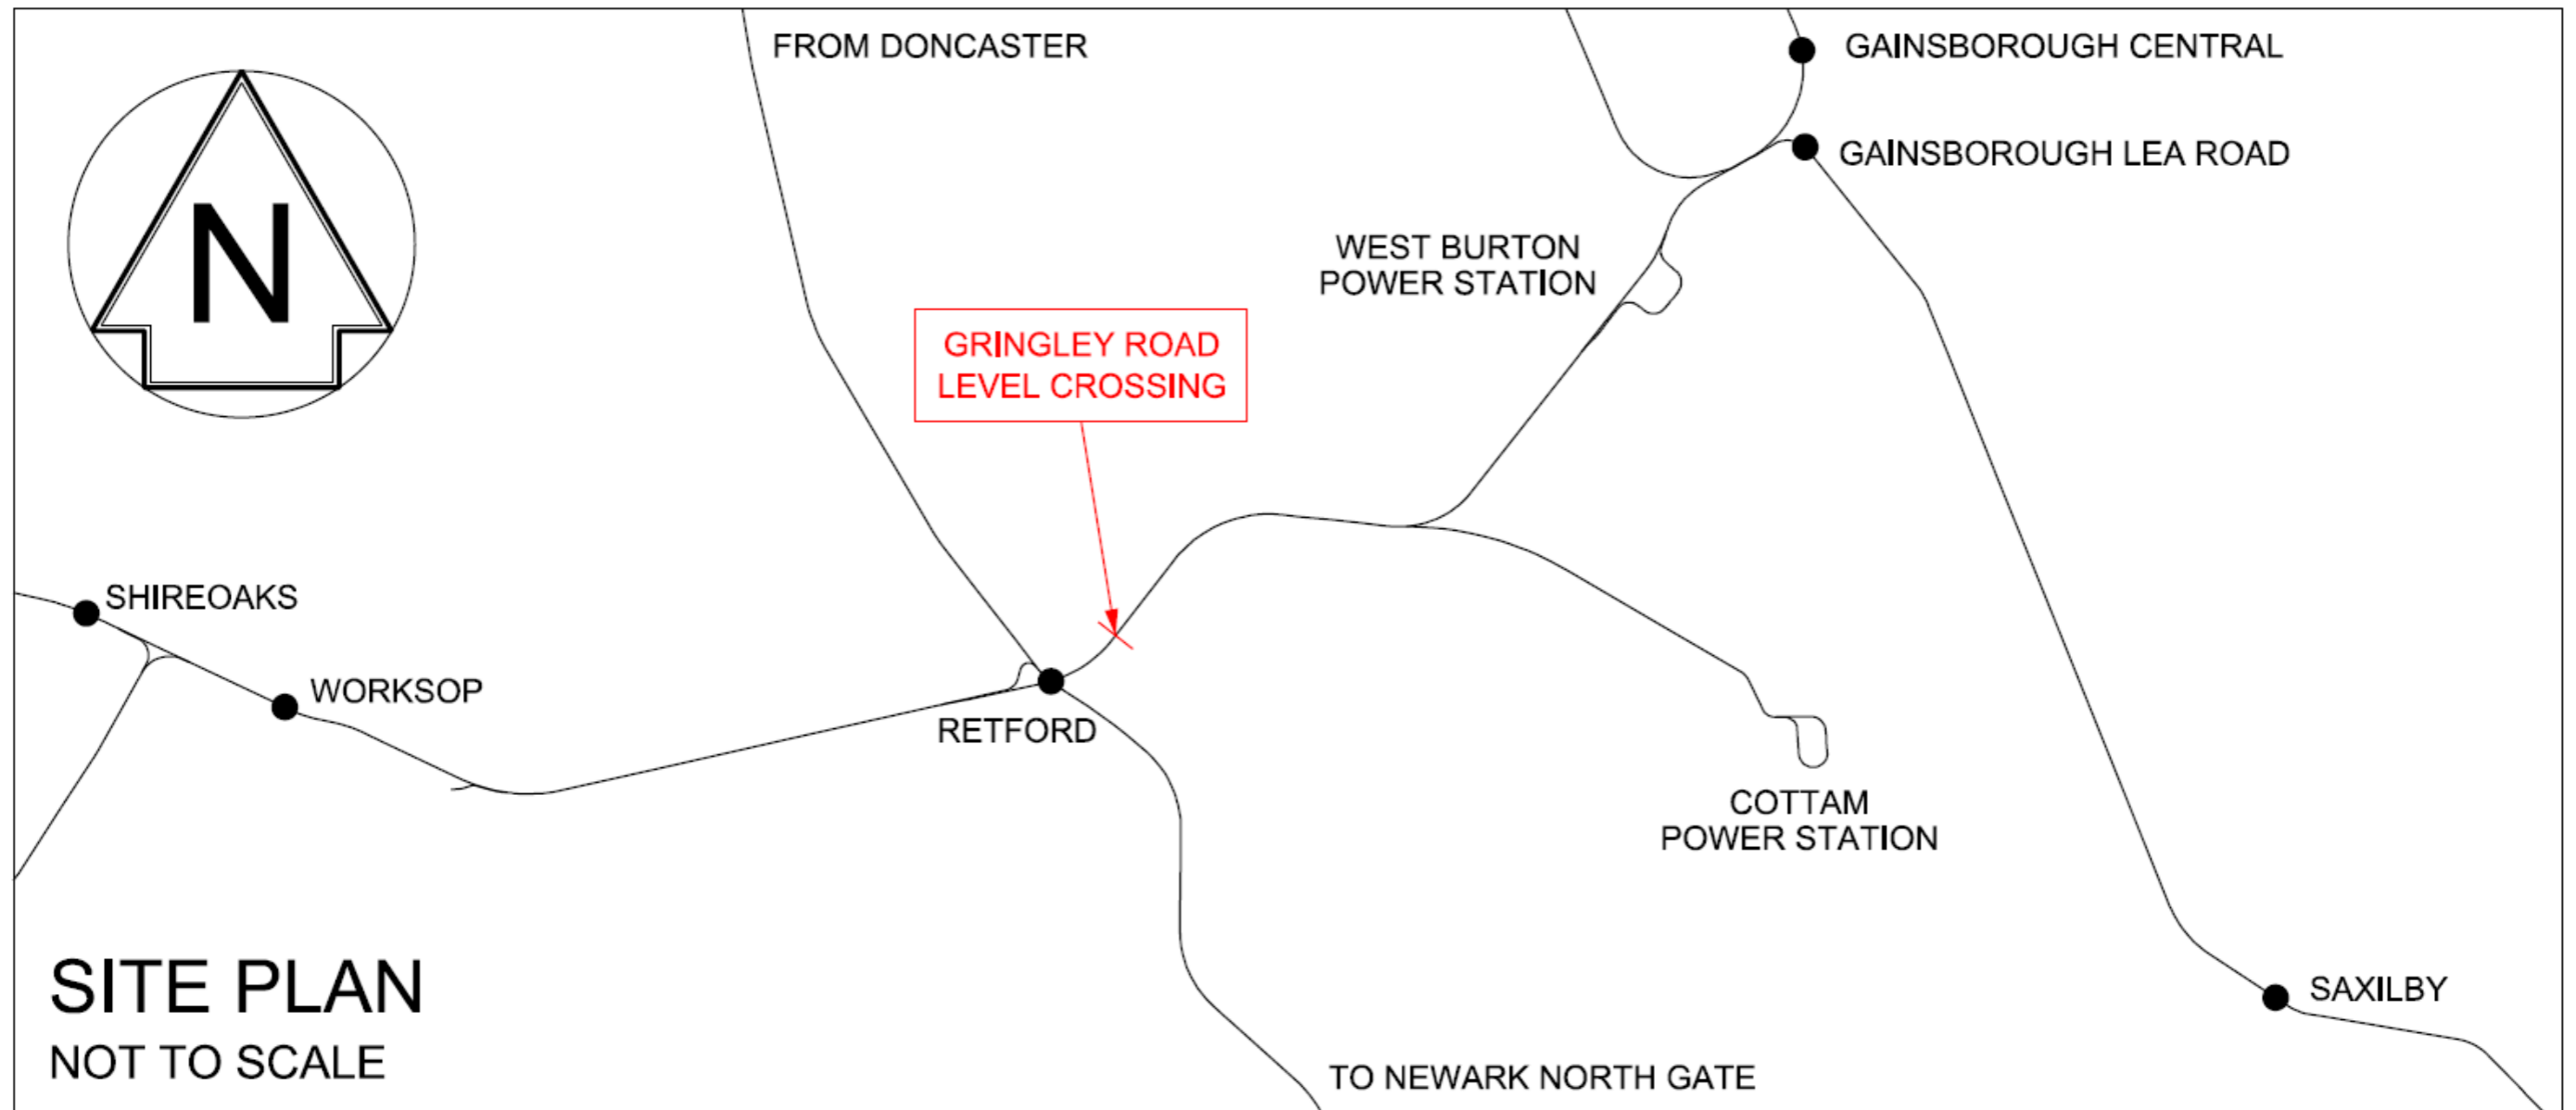 FROM DONCASTER
GAINSBOROUGH CENTRAL
N
GAINSBOROUGH LEA ROAD
WEST BURTON
POWER STATION
GRINGLEY ROAD
LEVEL CROSSING
SHIREOAKS
WORKSOP
RETFORD
COTTAM
POWER STATION
SITE PLAN
NOT TO SCALE
SAXILBY
TO NEWARK NORTH GATE